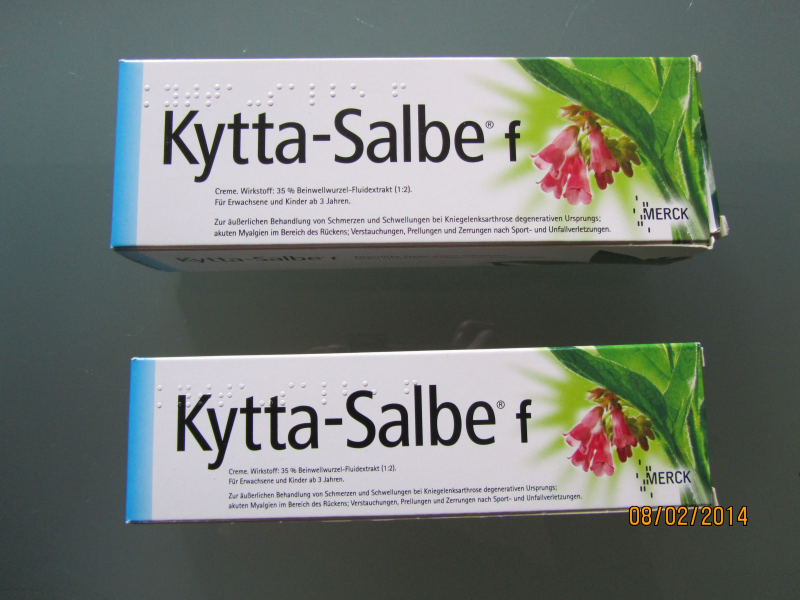 Kytta-Salbe® f
Creme. Wirkstoff: 35 % Beinwellwurzel-Fluidextrakt (1:2).
Für Erwachsene und Kinder ab 3 Jahren.
Zur äußerlichen Behandlung von Schmerzen und Schwellungen bei Kniegelenksarthrose degenerativen Ursprungs;
akuten Myalgien im Bereich des Rückens; Verstauchungen, Prellungen und Zerrungen nach Sport- und Unfallverletzungen.
MERCK
Kytta-Salbe® f
Kytta-Salbe® f
Creme. Wirkstoff: 35 % Beinwellwurzel-Fluidextrakt (1:2).
Für Erwachsene und Kinder ab 3 Jahren.
Zur äußerlichen Behandlung von Schmerzen und Schwellungen bei Kniegelenksarthrose degenerativen Ursprungs;
akuten Myalgien im Bereich des Rückens; Verstauchungen, Prellungen und Zerrungen nach Sport- und Unfallverletzungen.
MERCK
08/02/2014